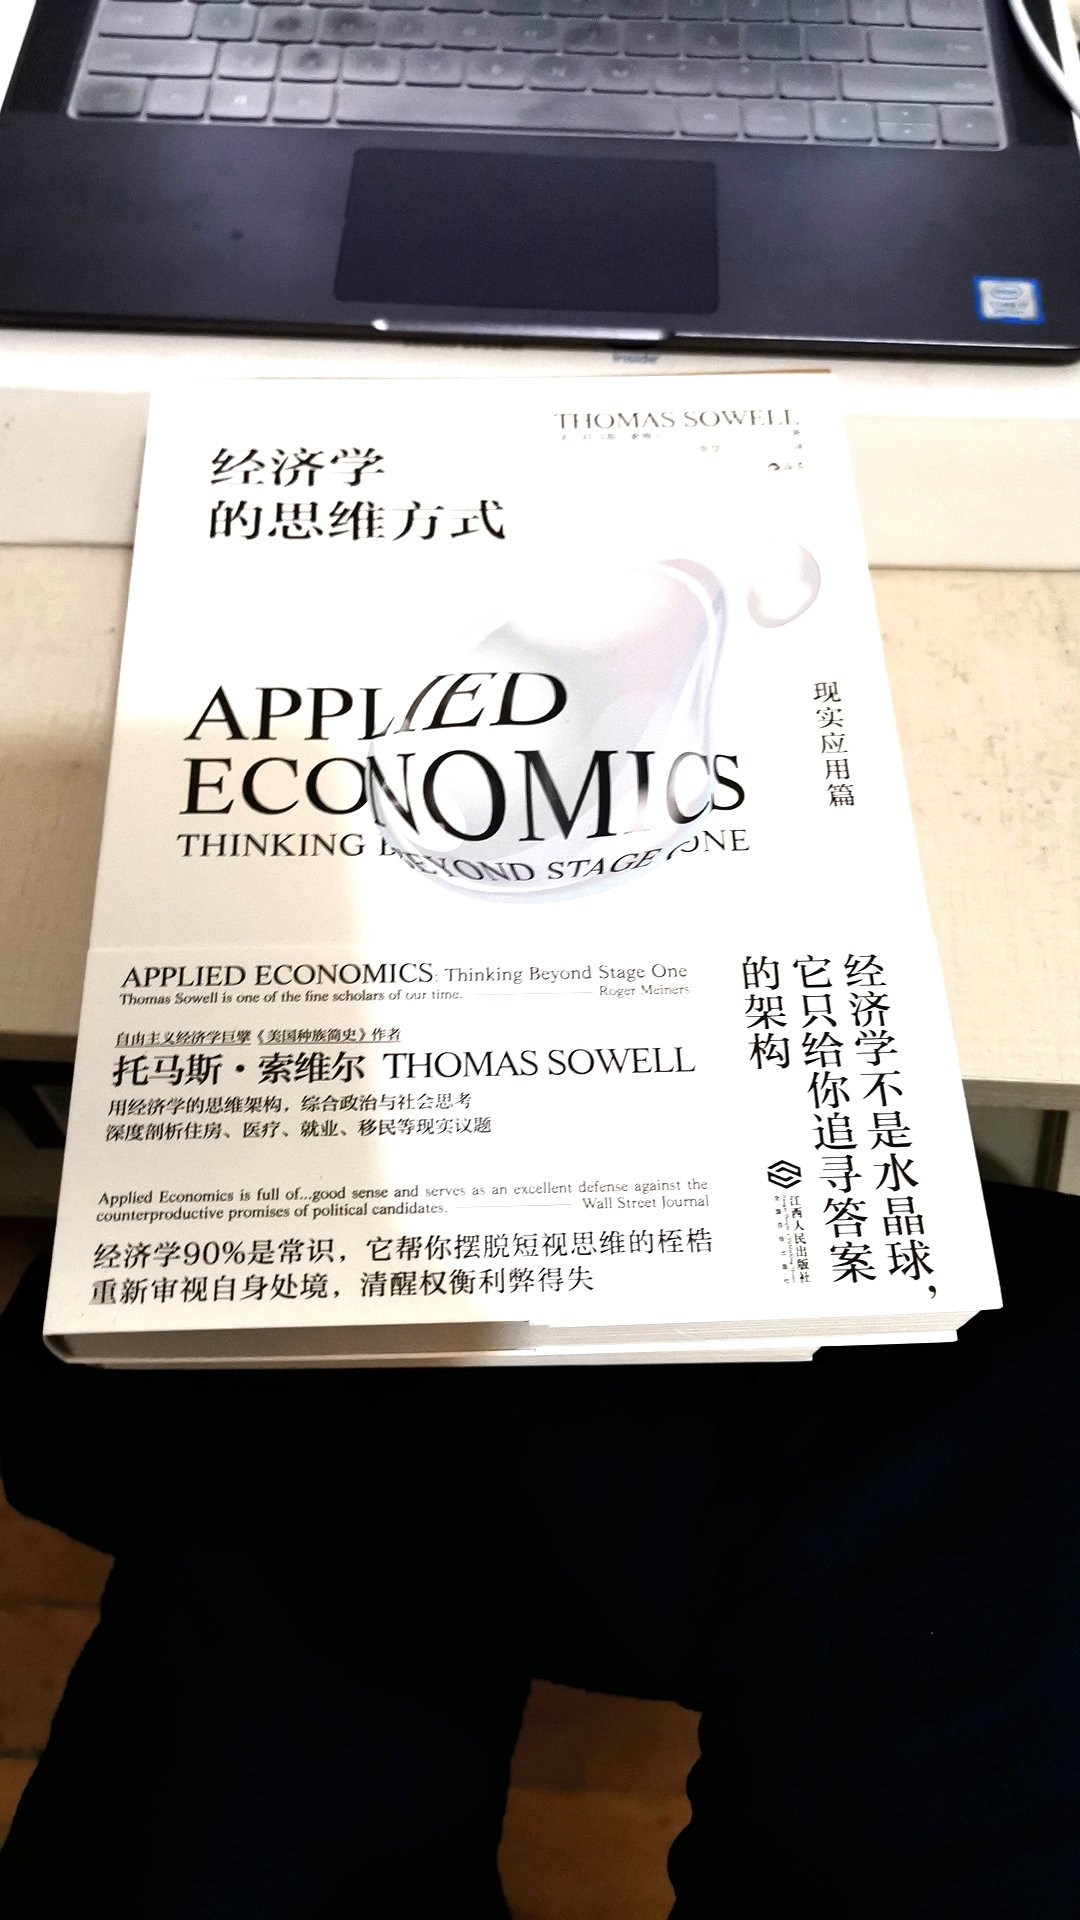 THOMAS SOWELL
经济学
的思维方式
APPLIED
ECONOMICS
THINKING BEYOND STAGE ONE
现实应用篇
APPLIED ECONOMICS: Thinking Beyond Stage One
Thomas Sowell is one of the fine scholars of our time. Roger Meiners
自由主义经济学巨擘《美国种族简史》作者
托马斯·索维尔 THOMAS SOWELL
用经济学的思维架构，综合政治与社会思考
深度剖析住房、医疗、就业、移民等现实议题
Applied Economics is full of...good sense and serves as an excellent defense against the
counterproductive promises of political candidates. Wall Street Journal
经济学90%是常识，它帮你摆脱短视思维的桎梏
重新审视自身处境，清醒权衡利弊得失
经济学不是水晶球，
它只给你追寻答案
的架构
江西人民出版社